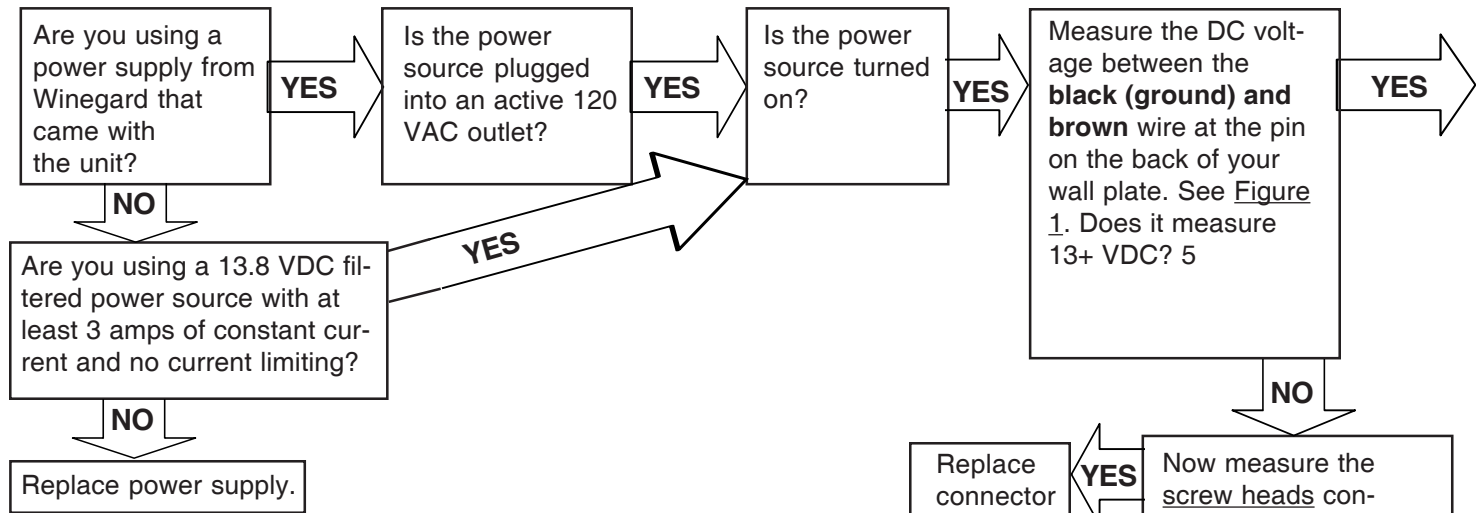 Are you using a
power supply from
Winegard that
came with
the unit?
YES
Is the power
source plugged
into an active 120
VAC outlet?
YES
Is the power
source turned
on?
YES
Measure the DC volt-
age between the
black (ground) and
brown wire at the pin
on the back of your
wall plate. See Figure
1. Does it measure
13+ VDC? 5
YES
NO
YES
Are you using a 13.8 VDC fil-
tered power source with at
least 3 amps of constant cur-
rent and no current limiting?
NO
NO
Replace power supply.
Replace
connector
YES
Now measure the
screw heads con-